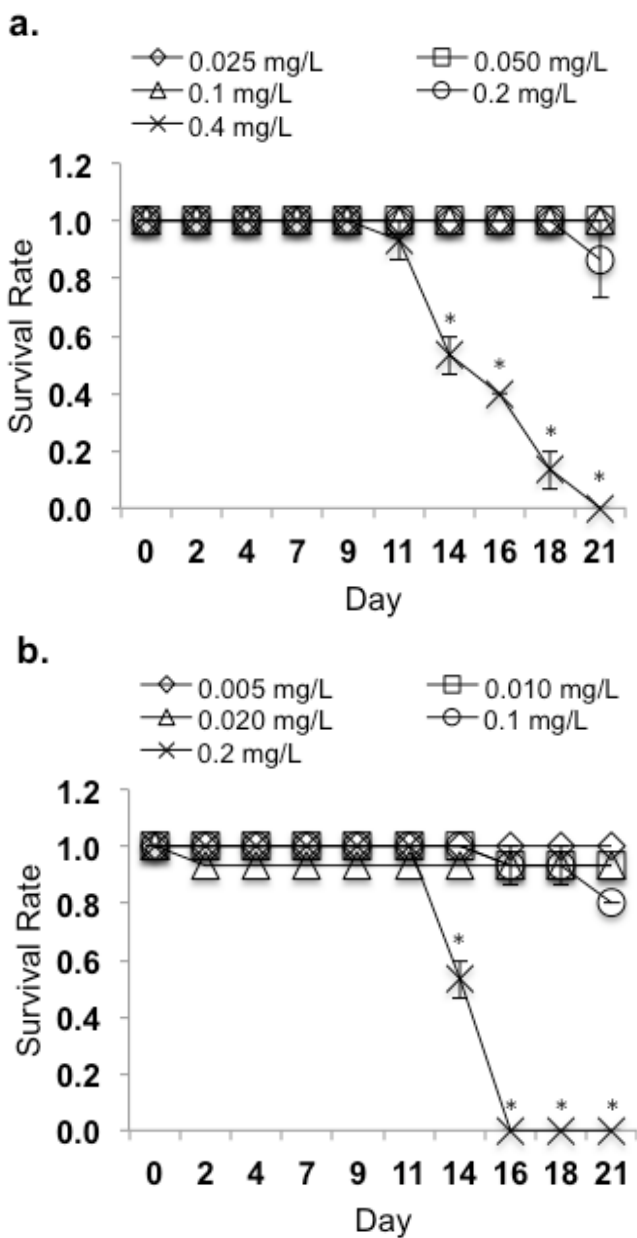 a.
0.025 mg/L 0.050 mg/L
0.1 mg/L 0.2 mg/L
0.4 mg/L
1.2
1.0
0.8
0.6
0.4
0.2
0.0
Survival Rate
* * * *
0 2 4 7 9 11 14 16 18 21
Day
b.
0.005 mg/L 0.010 mg/L
0.020 mg/L 0.1 mg/L
0.2 mg/L
1.2
1.0
0.8
0.6
0.4
0.2
0.0
Survival Rate
* * * *
0 2 4 7 9 11 14 16 18 21
Day